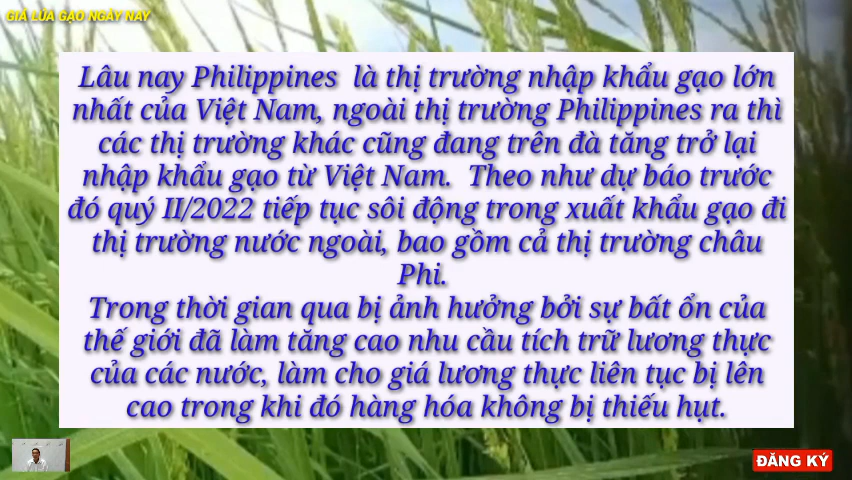 GIÁ LÚA GẠO NGÀY NAY
Lâu nay Philippines là thị trường nhập khẩu gạo lớn
nhất của Việt Nam, ngoài thị trường Philippines ra thì
các thị trường khác cũng đang trên đà tăng trở lại
nhập khẩu gạo từ Việt Nam. Theo như dự báo trước
đó quý II/2022 tiếp tục sôi động trong xuất khẩu gạo đi
thị trường nước ngoài, bao gồm cả thị trường châu
Phi.
Trong thời gian qua bị ảnh hưởng bởi sự bất ổn của
thế giới đã làm tăng cao nhu cầu tích trữ lương thực
của các nước, làm cho giá lương thực liên tục bị lên
cao trong khi đó hàng hóa không bị thiếu hụt.
ĐĂNG KÝ